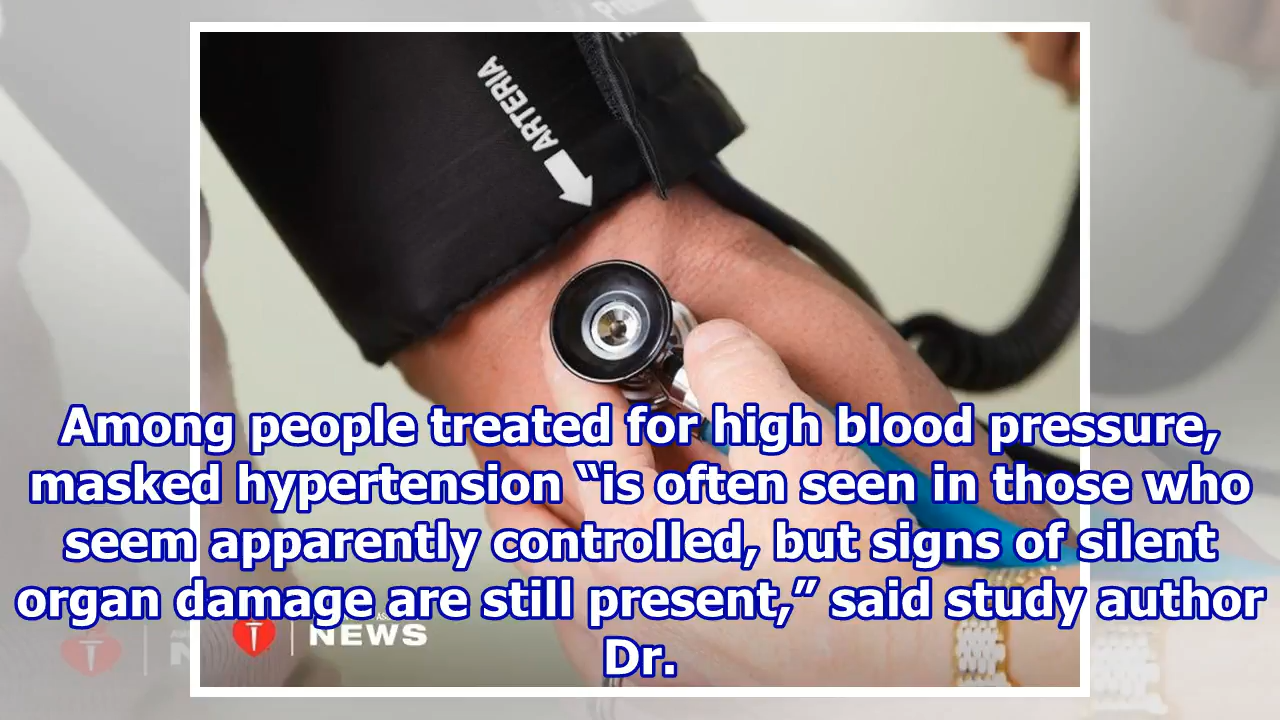 ARTERIA
Among people treated for high blood pressure,
masked hypertension “is often seen in those who
seem apparently controlled, but signs of silent
organ damage are still present,” said study author
Dr.
NEWS